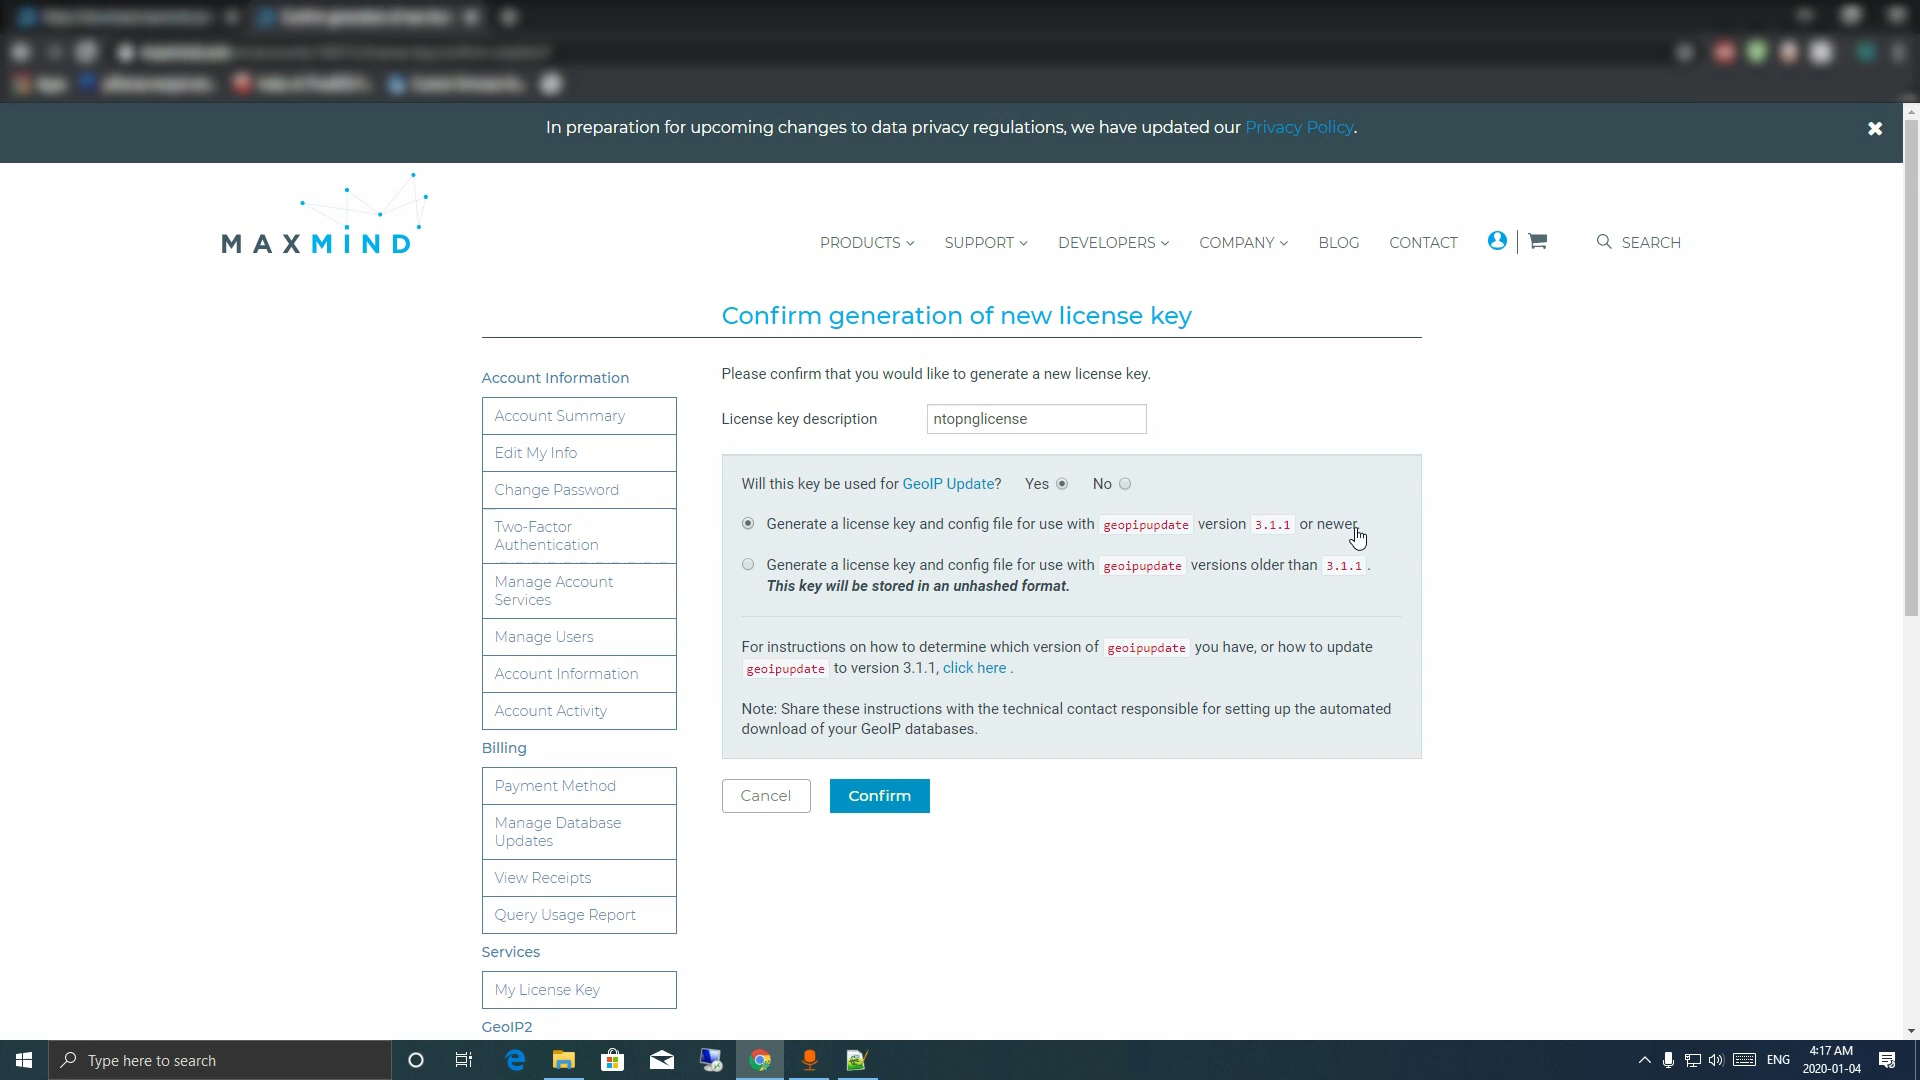 In preparation for upcoming changes to data privacy regulations, we have updated our Privacy Policy.
MAXMIND
PRODUCTS SUPPORT DEVELOPERS COMPANY BLOG CONTACT SEARCH
Confirm generation of new license key
Account Information
Account Summary
Edit My Info
Change Password
Two-Factor
Authentication
Manage Account
Services
Manage Users
Account Information
Account Activity
Billing
Payment Method
Manage Database
Updates
View Receipts
Query Usage Report
Services
My License Key
GeoIP2
Please confirm that you would like to generate a new license key.
License key description ntopnglicense
Will this key be used for GeoIP Update? Yes No
Generate a license key and config file for use with geopipupdate version 3.1.1 or newer.
Generate a license key and config file for use with geoipupdate versions older than 3.1.1 .
This key will be stored in an unhashed format.
For instructions on how to determine which version of geoipupdate you have, or how to update
geoipupdate to version 3.1.1, click here .
Note: Share these instructions with the technical contact responsible for setting up the automated
download of your GeoIP databases.
Cancel Confirm
Type here to search
ENG
4:17 AM
2020-01-04